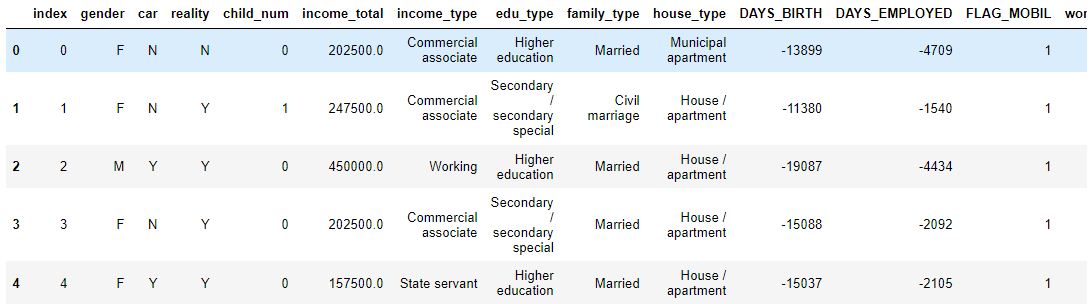 index gender car reality child_num income_total income_type edu_type family_type house_type DAYS_BIRTH DAYS_EMPLOYED FLAG_MOBIL
0 0 F N N 0 202500.0 Commercial associate Higher education Married Municipal apartment -13899 -4709 1
1 1 F N Y 1 247500.0 Commercial associate Secondary / secondary special Civil marriage House / apartment -11380 -1540 1
2 2 M Y Y 0 450000.0 Working Higher education Married House / apartment -19087 -4434 1
3 3 F N Y 0 202500.0 Commercial associate Secondary / secondary special Married House / apartment -15088 -2092 1
4 4 F Y Y 0 157500.0 State servant Higher education Married House / apartment -15037 -2105 1